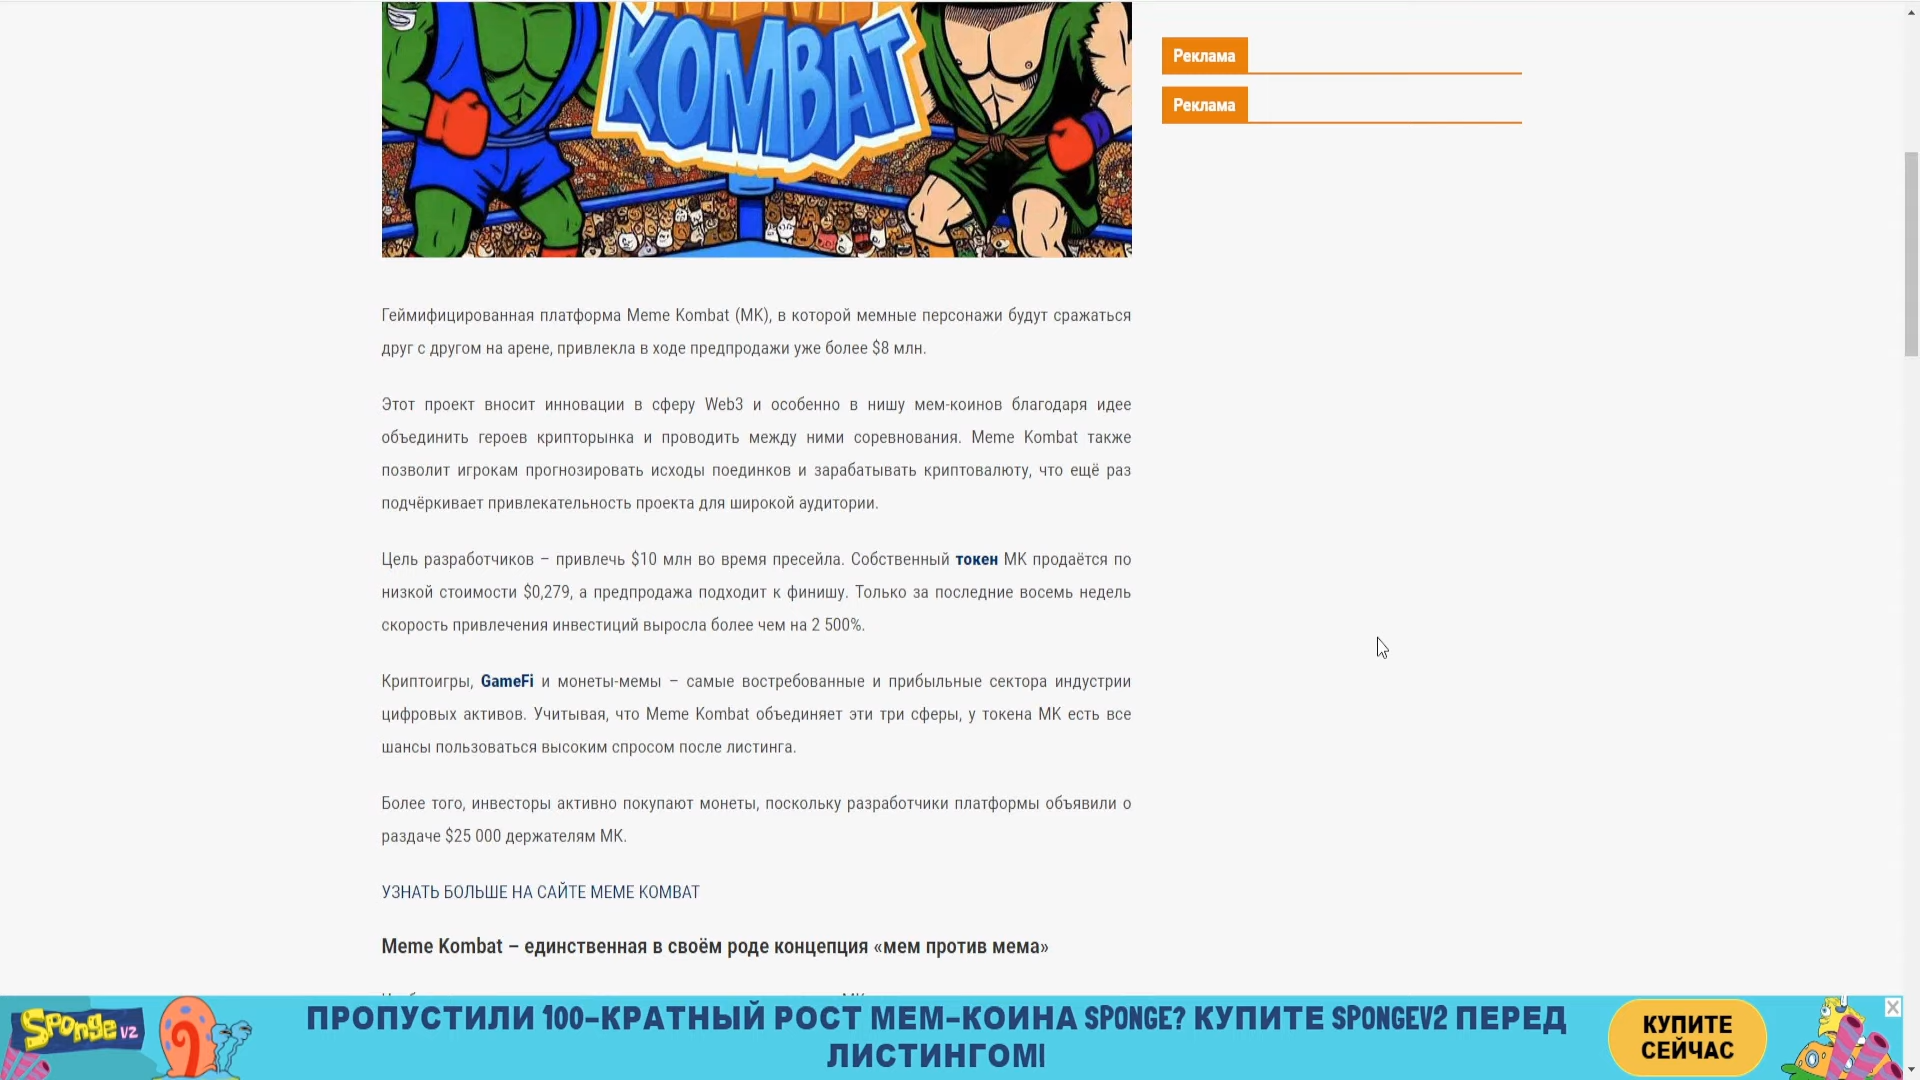 KOMBAT
Реклама
Реклама
Геймифицированная платформа Meme Kombat (MK), в которой мемные персонажи будут сражаться
друг с другом на арене, привлекла в ходе предпродажи уже более $8 млн.
Этот проект вносит инновации в сферу Web3 и особенно в нишу мем-коинов благодаря идее
объединить героев крипторынка и проводить между ними соревнования. Meme Kombat также
позволит игрокам прогнозировать исходы поединков и зарабатывать криптовалюту, что ещё раз
подчёркивает привлекательность проекта для широкой аудитории.
Цель разработчиков – привлечь $10 млн во время пресейла. Собственный токен MK продаётся по
низкой стоимости $0,279, а предпродажа подходит к финишу. Только за последние восемь недель
скорость привлечения инвестиций выросла более чем на 2 500%.
Криптоигры, GameFi и монеты-мемы – самые востребованные и прибыльные сектора индустрии
цифровых активов. Учитывая, что Meme Kombat объединяет эти три сферы, у токена MK есть все
шансы пользоваться высоким спросом после листинга.
Более того, инвесторы активно покупают монеты, поскольку разработчики платформы объявили о
раздаче $25 000 держателям MK.
УЗНАТЬ БОЛЬШЕ НА САЙТЕ MEME KOMBAT
Meme Kombat – единственная в своём роде концепция «мем против мема»
Sponge V2
ПРОПУСТИЛИ 100-КРАТНЫЙ РОСТ МЕМ-КОИНА SPONGE? КУПИТЕ SPONGEV2 ПЕРЕД
ЛИСТИНГОМ!
КУПИТЕ
СЕЙЧАС